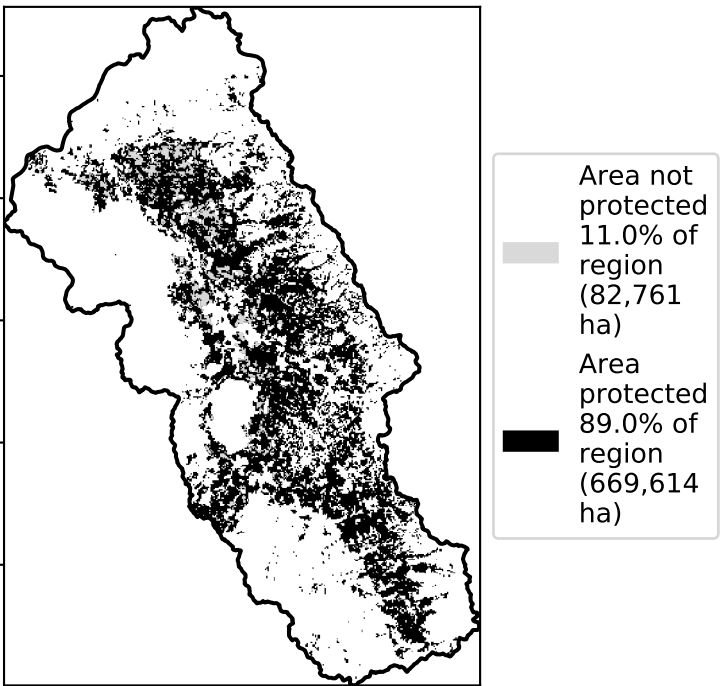 Area not
protected
11.0% of
region
(82,761
ha)
Area
protected
89.0% of
region
(669,614
ha)